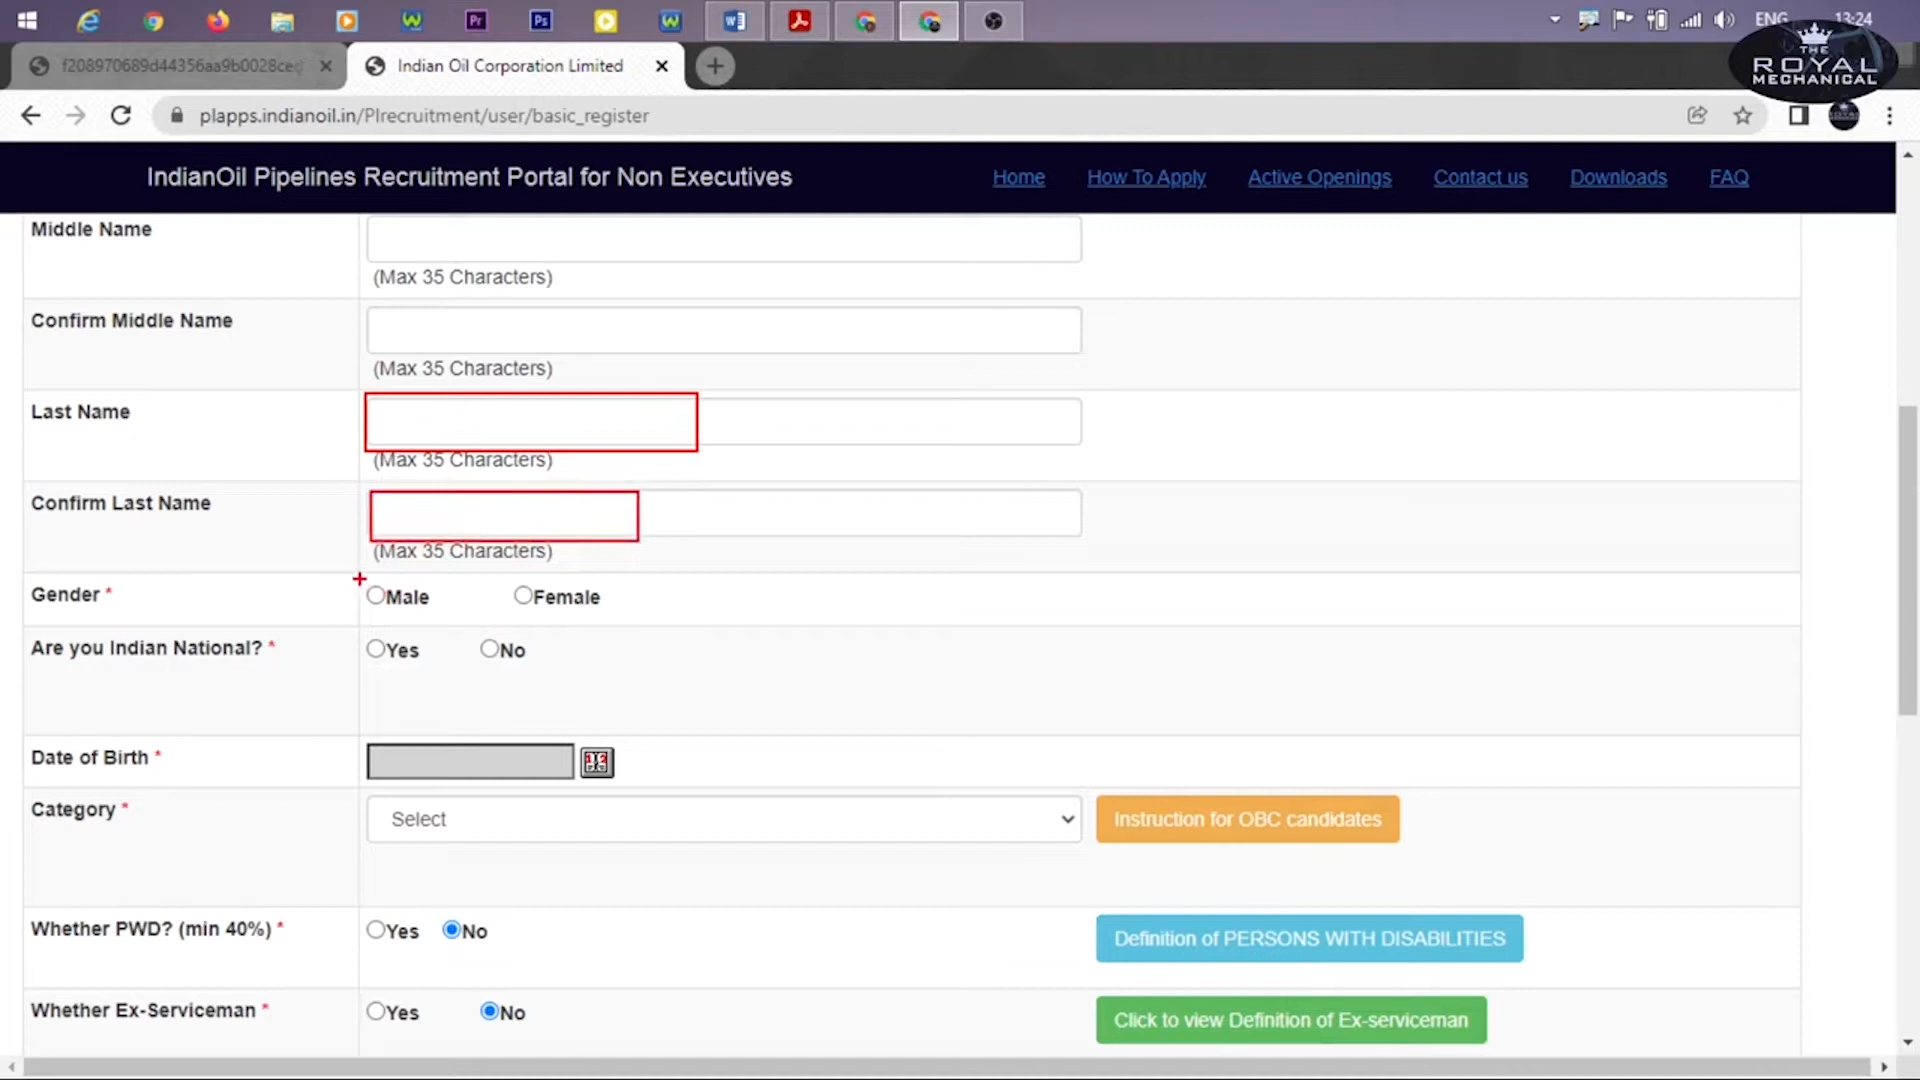 Pr
Ps
ENG
13:24
Indian Oil Corporation Limited
THE
ROYAL
MECHANICAL
plapps.indianoil.in/PIrecruitment/user/basic_register
IndianOil Pipelines Recruitment Portal for Non Executives
Home
How To Apply
Active Openings
Contact us
Downloads
FAQ
Middle Name
(Max 35 Characters)
Confirm Middle Name
(Max 35 Characters)
Last Name
(Max 35 Characters)
Confirm Last Name
(Max 35 Characters)
Gender *
Male
Female
Are you Indian National? *
Yes
No
Date of Birth *
Category *
Select
Instruction for OBC candidates
Whether PWD? (min 40%) *
Yes
No
Definition of PERSONS WITH DISABILITIES
Whether Ex-Serviceman *
Yes
No
Click to view Definition of Ex-serviceman